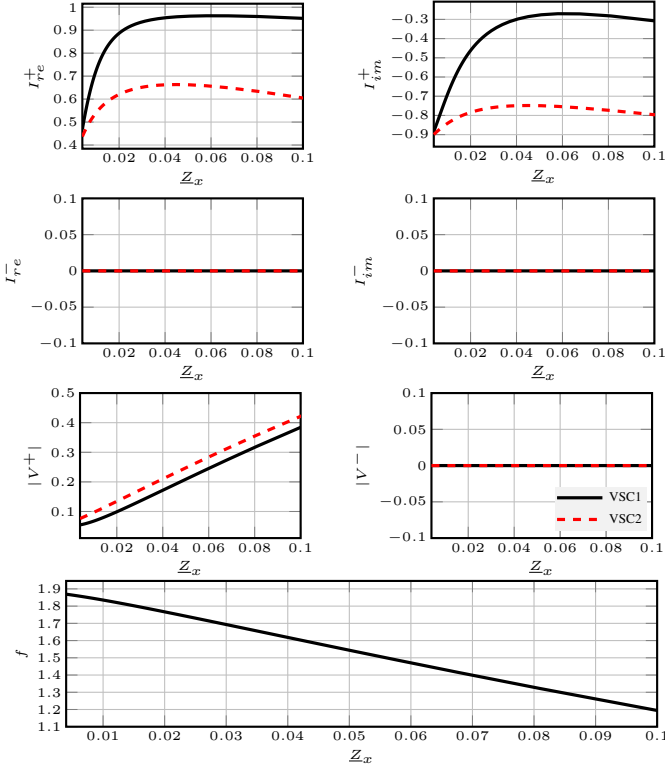 1
0.9
0.8
0.7
0.6
0.5
0.4
I⁺re
0.02 0.04 0.06 0.08 0.1
Z̲x
−0.3
−0.4
−0.5
−0.6
−0.7
−0.8
−0.9
I⁺im
0.02 0.04 0.06 0.08 0.1
Z̲x
0.1
0.05
0
−0.05
−0.1
I⁻re
0.02 0.04 0.06 0.08 0.1
Z̲x
0.1
0.05
0
−0.05
−0.1
I⁻im
0.02 0.04 0.06 0.08 0.1
Z̲x
0.5
0.4
0.3
0.2
0.1
|V⁺|
0.02 0.04 0.06 0.08 0.1
Z̲x
0.1
0.05
0
−0.05
−0.1
|V⁻|
VSC1
VSC2
0.02 0.04 0.06 0.08 0.1
Z̲x
1.9
1.8
1.7
1.6
1.5
1.4
1.3
1.2
1.1
f
0.01 0.02 0.03 0.04 0.05 0.06 0.07 0.08 0.09 0.1
Z̲x